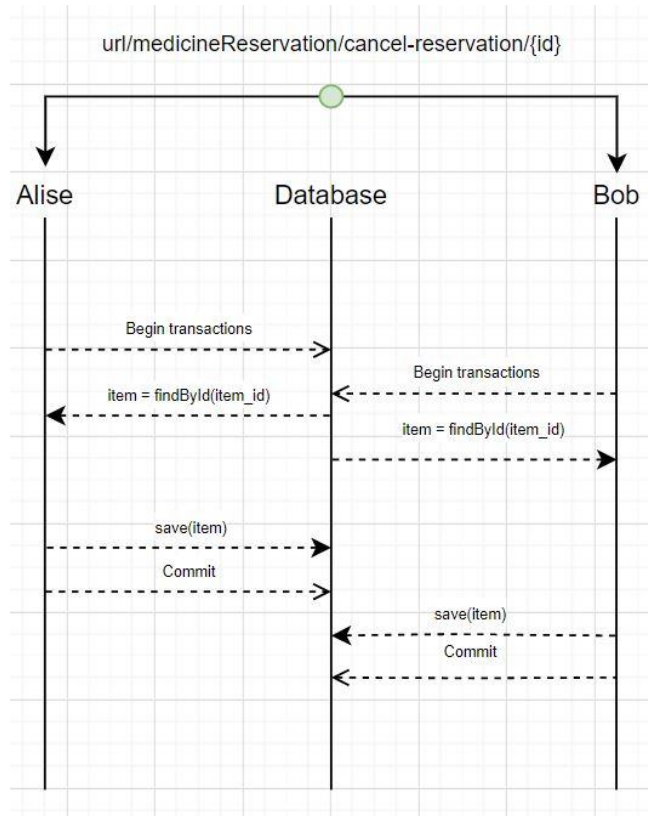 url/medicineReservation/cancel-reservation/{id}
Alise
Database
Bob
Begin transactions
Begin transactions
item = findById(item_id)
item = findById(item_id)
save(item)
Commit
save(item)
Commit